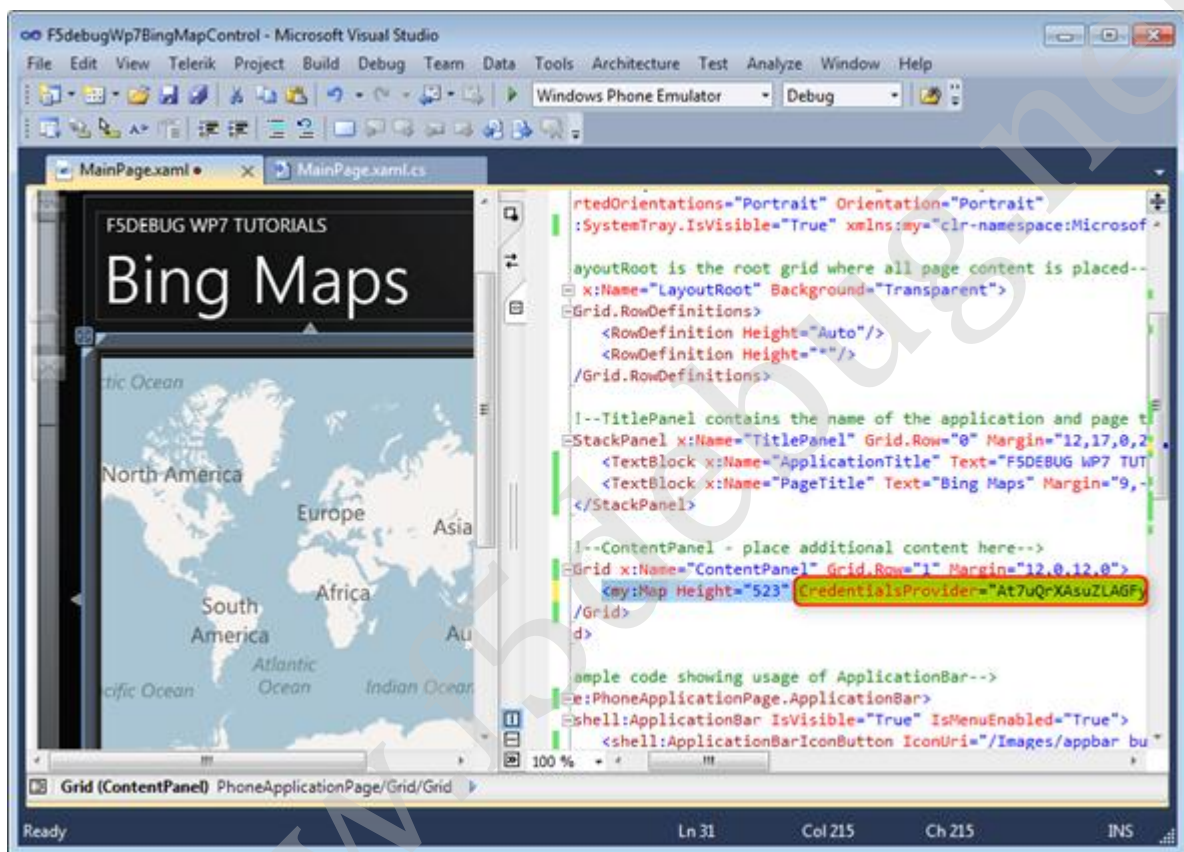 F5debugWp7BingMapControl - Microsoft Visual Studio
File Edit View Telerik Project Build Debug Team Data Tools Architecture Test Analyze Window Help
Windows Phone Emulator Debug
MainPage.xaml MainPage.xaml.cs
F5DEBUG WP7 TUTORIALS
Bing Maps
tic Ocean
North America
Europe
Asia
Africa
South
America
Au
Atlantic
Ocean
Indian Ocean
cific Ocean
rtedOrientations="Portrait" Orientation="Portrait"
:SystemTray.IsVisible="True" xmlns:my="clr-namespace:Microsof
ayoutRoot is the root grid where all page content is placed--
x:Name="LayoutRoot" Background="Transparent">
Grid.RowDefinitions>
<RowDefinition Height="Auto"/>
<RowDefinition Height="*"/>
/Grid.RowDefinitions>
!--TitlePanel contains the name of the application and page t
StackPanel x:Name="TitlePanel" Grid.Row="0" Margin="12,17,0,2
<TextBlock x:Name="ApplicationTitle" Text="F5DEBUG WP7 TUT
<TextBlock x:Name="PageTitle" Text="Bing Maps" Margin="9,-
</StackPanel>
!--ContentPanel - place additional content here-->
Grid x:Name="ContentPanel" Grid.Row="1" Margin="12,0,12,0">
<my:Map Height="523" CredentialsProvider="At7uQrXAsuZLAGFy
/Grid>
d>
ample code showing usage of ApplicationBar-->
e:PhoneApplicationPage.ApplicationBar>
shell:ApplicationBar IsVisible="True" IsMenuEnabled="True">
<shell:ApplicationBarIconButton IconUri="/Images/appbar bu
100 %
Grid (ContentPanel) PhoneApplicationPage/Grid/Grid
Ready Ln 31 Col 215 Ch 215 INS